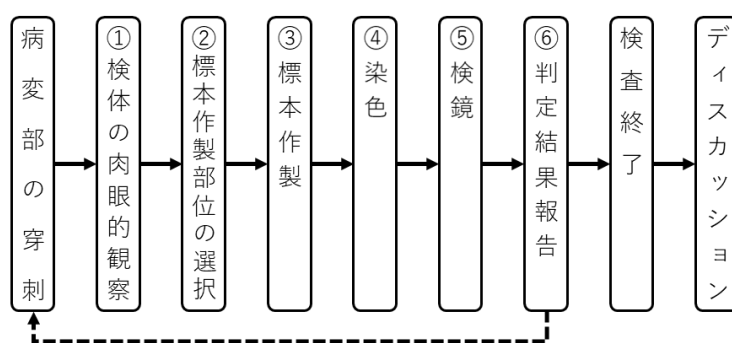 病変部の穿刺
①検体の肉眼的観察
②標本作製部位の選択
③標本作製
④染色
⑤検鏡
⑥判定結果報告
検査終了
ディスカッション